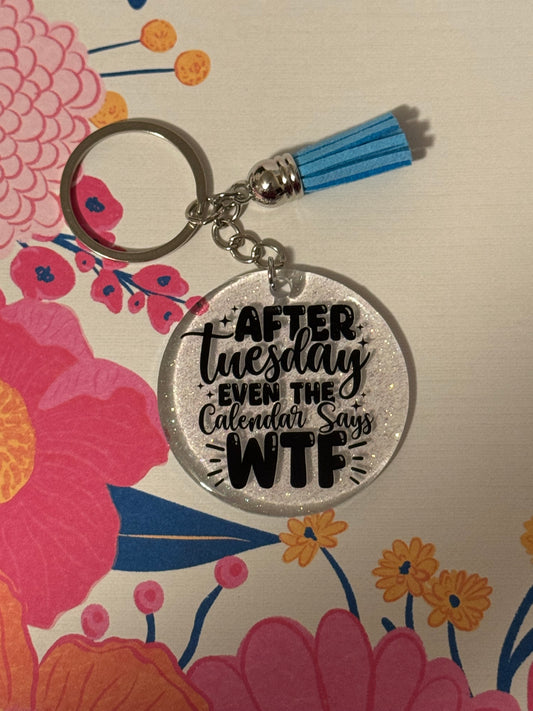 AFTER
Tuesday
EVEN THE
Calendar Says
WTF